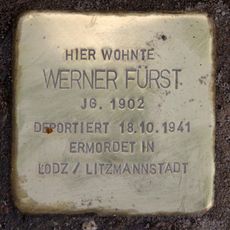 HIER WOHNTE
WERNER FÜRST
JG. 1902
DEPORTIERT 18.10.1941
ERMORDET IN
LODZ / LITZMANNSTADT